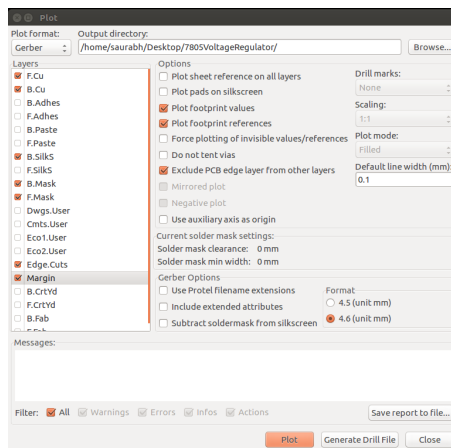 Plot
Plot format:
Output directory:
Gerber
/home/saurabh/Desktop/7805VoltageRegulator/
Browse...
Layers
F.Cu
B.Cu
B.Adhes
F.Adhes
B.Paste
F.Paste
B.SilkS
F.SilkS
B.Mask
F.Mask
Dwgs.User
Cmts.User
Eco1.User
Eco2.User
Edge.Cuts
Margin
B.CrtYd
F.CrtYd
B.Fab
F.Fab
Options
Plot sheet reference on all layers
Plot pads on silkscreen
Plot footprint values
Plot footprint references
Force plotting of invisible values/references
Do not tent vias
Exclude PCB edge layer from other layers
Mirrored plot
Negative plot
Use auxiliary axis as origin
Drill marks:
None
Scaling:
1:1
Plot mode:
Filled
Default line width (mm):
0.1
Current solder mask settings:
Solder mask clearance: 0 mm
Solder mask min width: 0 mm
Gerber Options
Use Protel filename extensions
Include extended attributes
Subtract soldermask from silkscreen
Format
4.5 (unit mm)
4.6 (unit mm)
Messages:
Filter:
All
Warnings
Errors
Infos
Actions
Save report to file...
Plot
Generate Drill File
Close